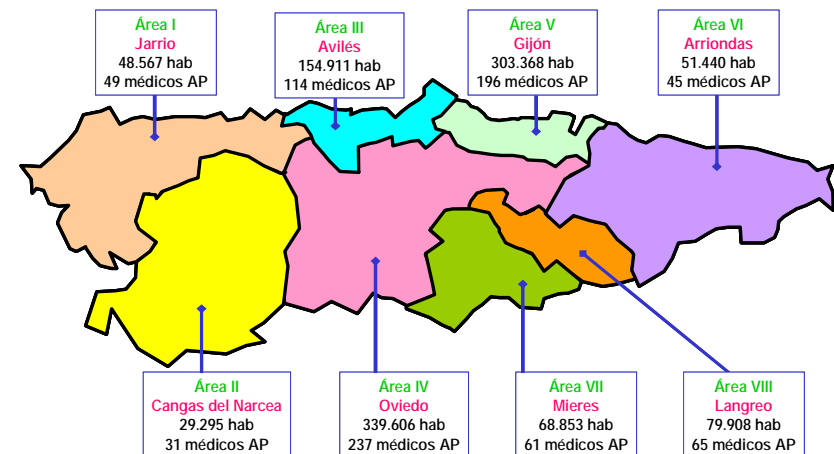 Área I
Jarrio
48.567 hab
49 médicos AP
Área III
Avilés
154.911 hab
114 médicos AP
Área V
Gijón
303.368 hab
196 médicos AP
Área VI
Arriondas
51.440 hab
45 médicos AP
Área II
Cangas del Narcea
29.295 hab
31 médicos AP
Área IV
Oviedo
339.606 hab
237 médicos AP
Área VII
Mieres
68.853 hab
61 médicos AP
Área VIII
Langreo
79.908 hab
65 médicos AP